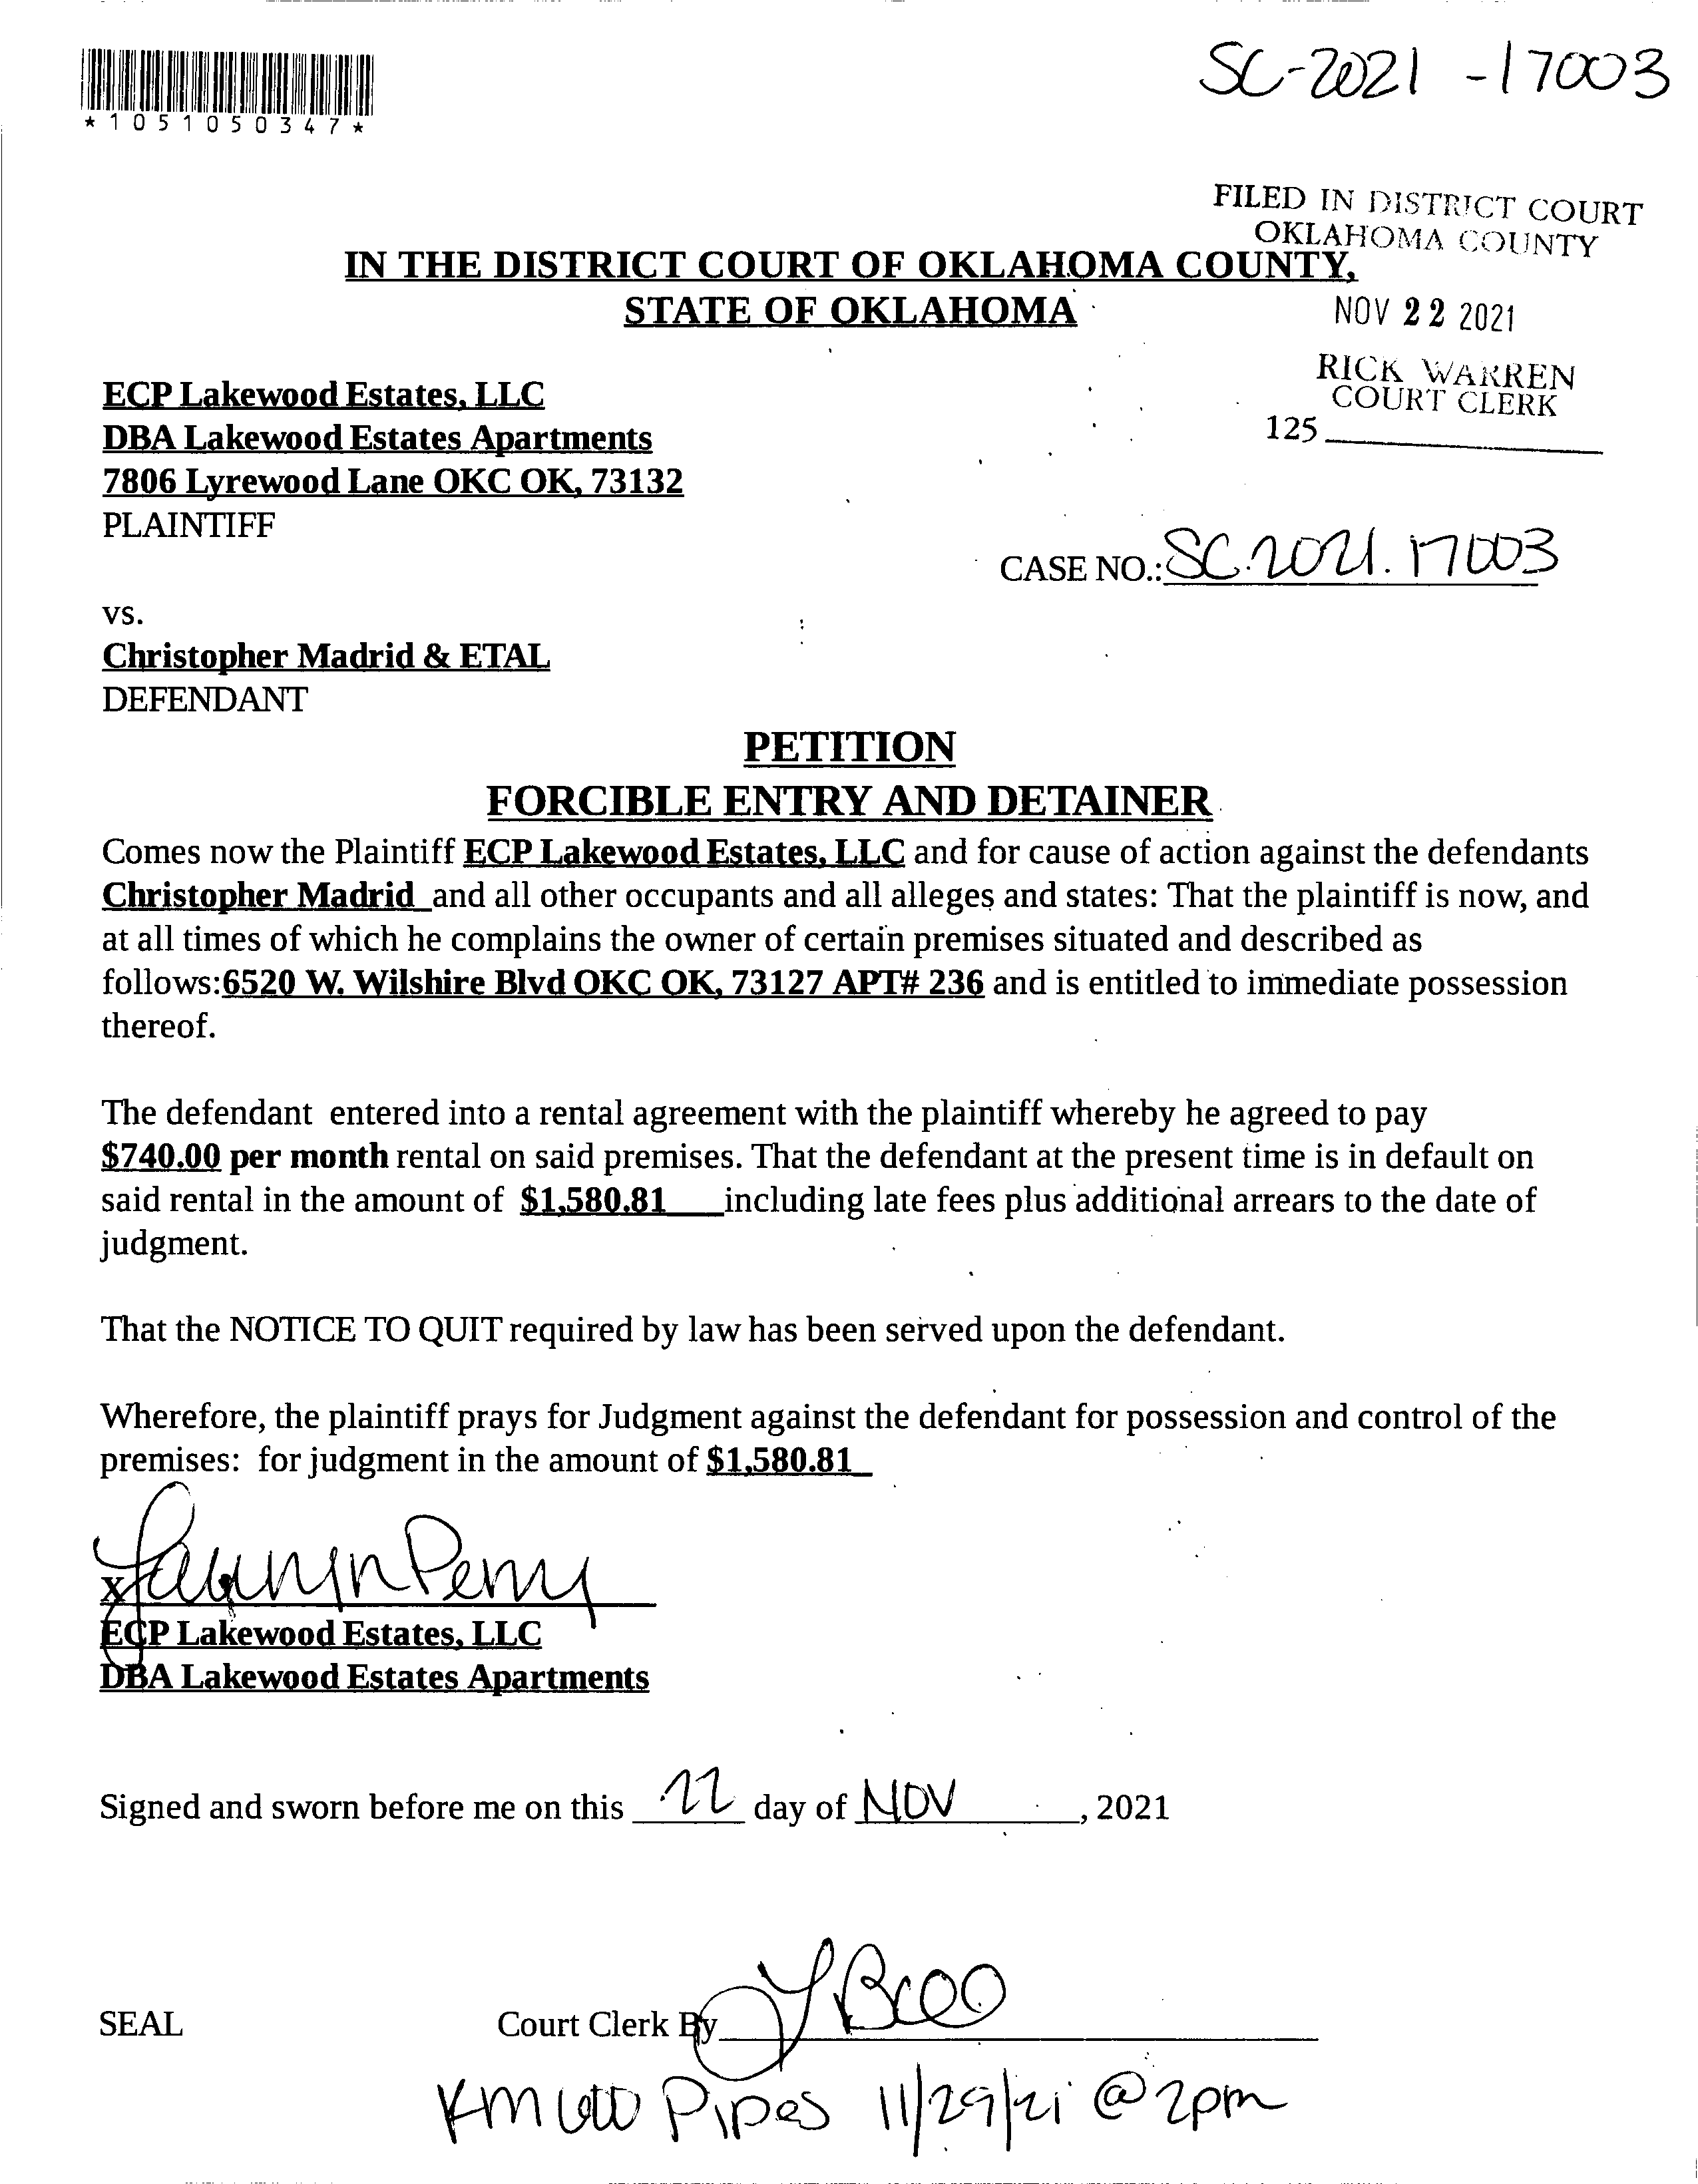 SC-2021-17003
*1051050347*
FILED IN DISTRICT COURT
OKLAHOMA COUNTY
IN THE DISTRICT COURT OF OKLAHOMA COUNTY,
STATE OF OKLAHOMA
NOV 22 2021
RICK WARREN
COURT CLERK
125
ECP Lakewood Estates, LLC
DBA Lakewood Estates Apartments
7806 Lyrewood Lane OKC OK, 73132
PLAINTIFF
CASE NO.: SC.2021.17003
vs.
Christopher Madrid & ETAL
DEFENDANT
PETITION
FORCIBLE ENTRY AND DETAINER
Comes now the Plaintiff ECP Lakewood Estates, LLC and for cause of action against the defendants
Christopher Madrid and all other occupants and all alleges and states: That the plaintiff is now, and
at all times of which he complains the owner of certain premises situated and described as
follows:6520 W. Wilshire Blvd OKC OK, 73127 APT# 236 and is entitled to immediate possession
thereof.
The defendant entered into a rental agreement with the plaintiff whereby he agreed to pay
$740.00 per month rental on said premises. That the defendant at the present time is in default on
said rental in the amount of $1,580.81 including late fees plus additional arrears to the date of
judgment.
That the NOTICE TO QUIT required by law has been served upon the defendant.
Wherefore, the plaintiff prays for Judgment against the defendant for possession and control of the
premises: for judgment in the amount of $1,580.81
X Perry
ECP Lakewood Estates, LLC
DBA Lakewood Estates Apartments
Signed and sworn before me on this 22 day of NOV, 2021
SEAL Court Clerk By
Pipes 11/29/21 @ 2pm